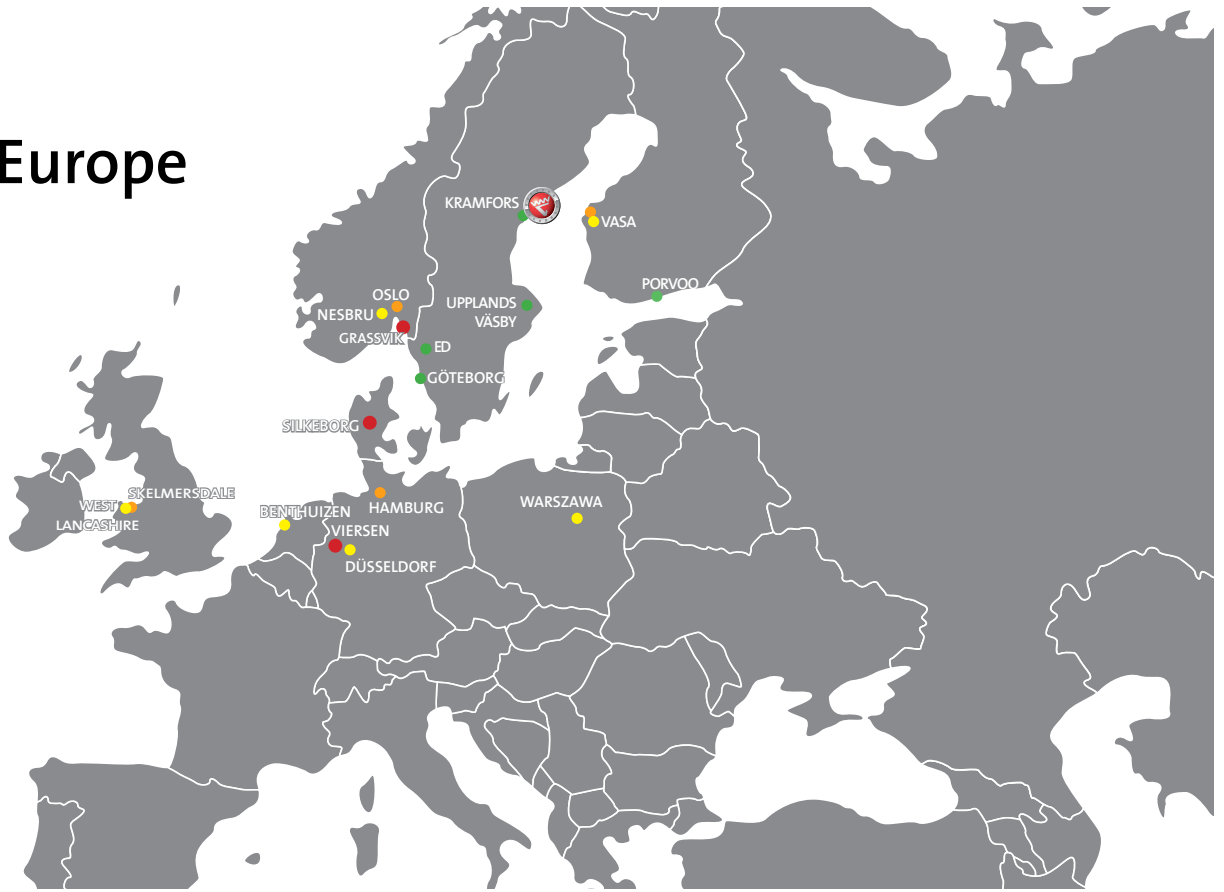 Europe
KRAMFORS
VASA
PORVOO
OSLO
UPPLANDS
VÄSBY
NESBRU
GRASSVIK
ED
GÖTEBORG
SILKEBORG
SKELMERSDALE
WEST
LANCASHIRE
BENTHUIZEN
HAMBURG
WARSZAWA
VIERSEN
DÜSSELDORF